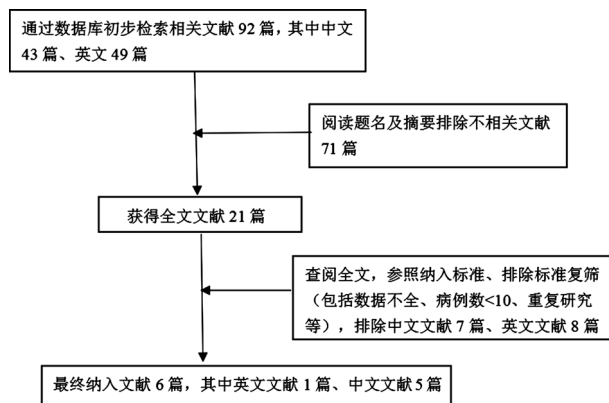 通过数据库初步检索相关文献 92 篇，其中中文
43 篇、英文 49 篇
阅读题名及摘要排除不相关文献
71 篇
获得全文文献 21 篇
查阅全文，参照纳入标准、排除标准复筛
（包括数据不全、病例数<10、重复研究
等），排除中文文献 7 篇、英文文献 8 篇
最终纳入文献 6 篇，其中英文文献 1 篇、中文文献 5 篇